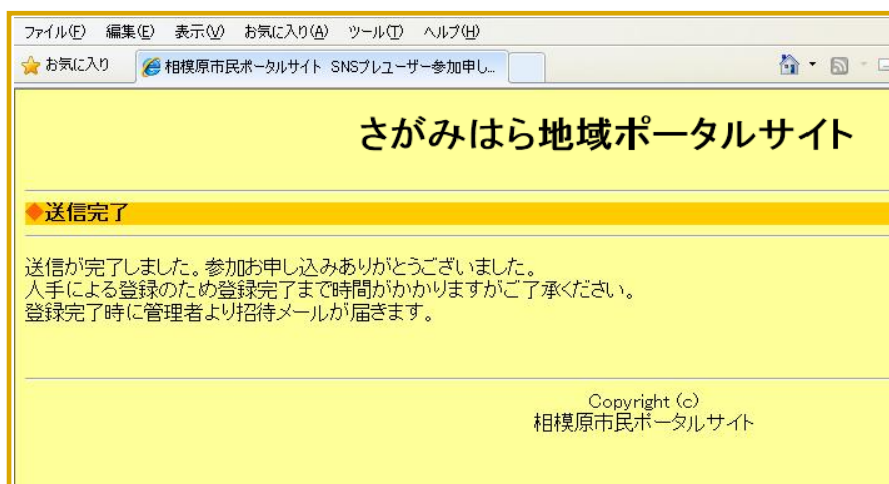 ファイル(F) 編集(E) 表示(V) お気に入り(A) ツール(T) ヘルプ(H)
お気に入り 相模原市民ポータルサイト SNSプレユーザー参加申し...
さがみはら地域ポータルサイト
◆送信完了
送信が完了しました。参加お申し込みありがとうございました。
人手による登録のため登録完了まで時間がかかりますがご了承ください。
登録完了時に管理者より招待メールが届きます。
Copyright (c)
相模原市民ポータルサイト